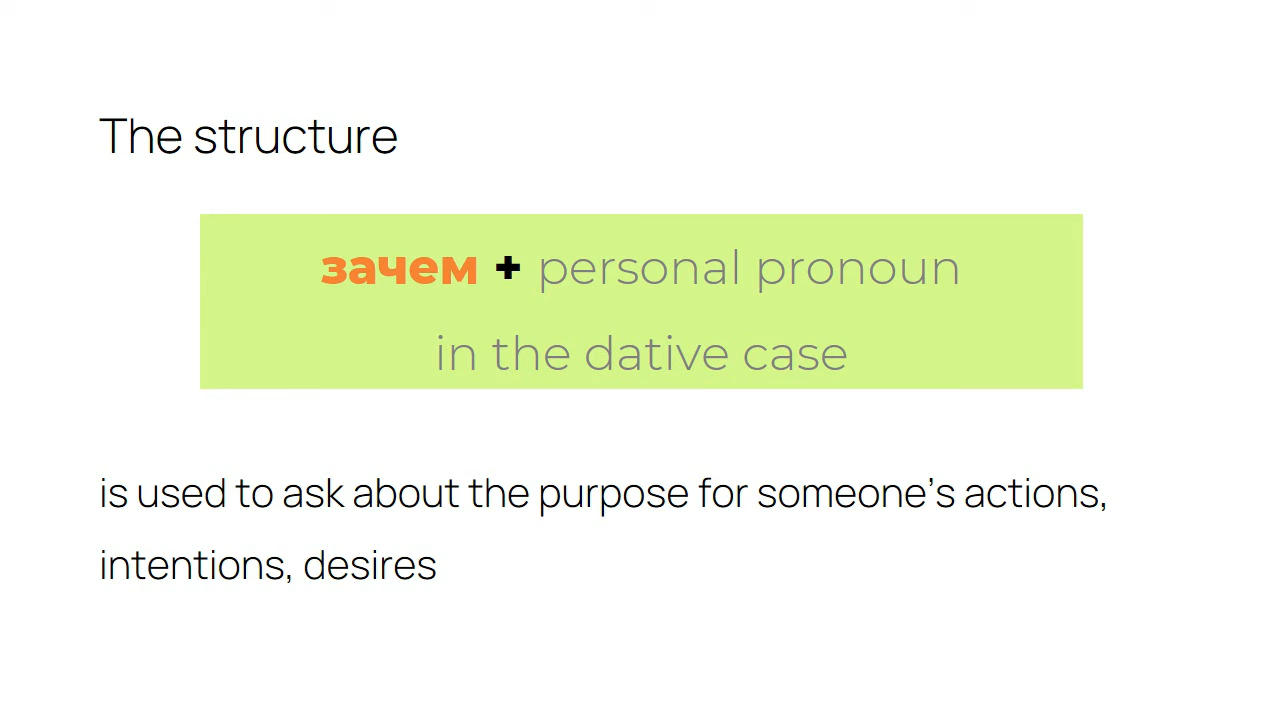 The structure
зачем + personal pronoun
in the dative case
is used to ask about the purpose for someone’s actions,
intentions, desires